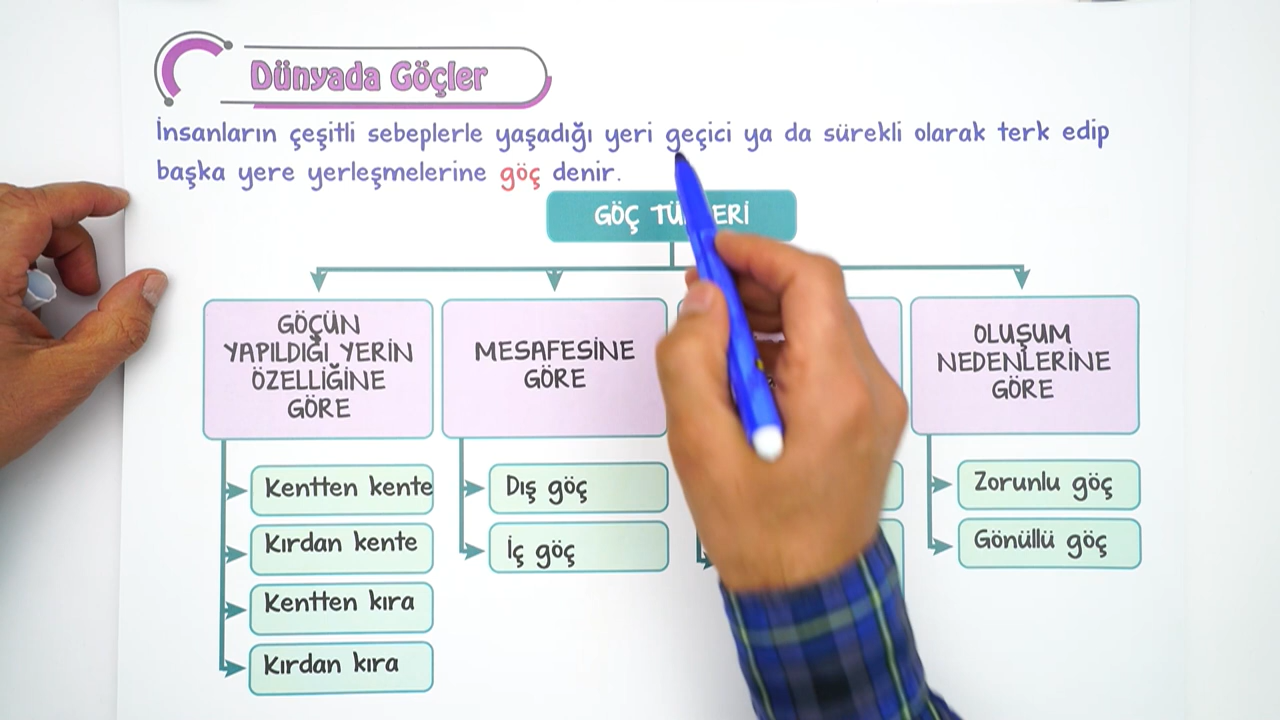 Dünyada Göçler
İnsanların çeşitli sebeplerle yaşadığı yeri geçici ya da sürekli olarak terk edip
başka yere yerleşmelerine göç denir.
GÖÇ
GÖÇÜN
YAPILDIĞI YERİN
ÖZELLİĞİNE
GÖRE
Kentten kente
Kırdan kente
Kentten kıra
Kırdan kıra
MESAFESİNE
GÖRE
Dış göç
İç göç
OLUŞUM
NEDENLERİNE
GÖRE
Zorunlu göç
Gönüllü göç